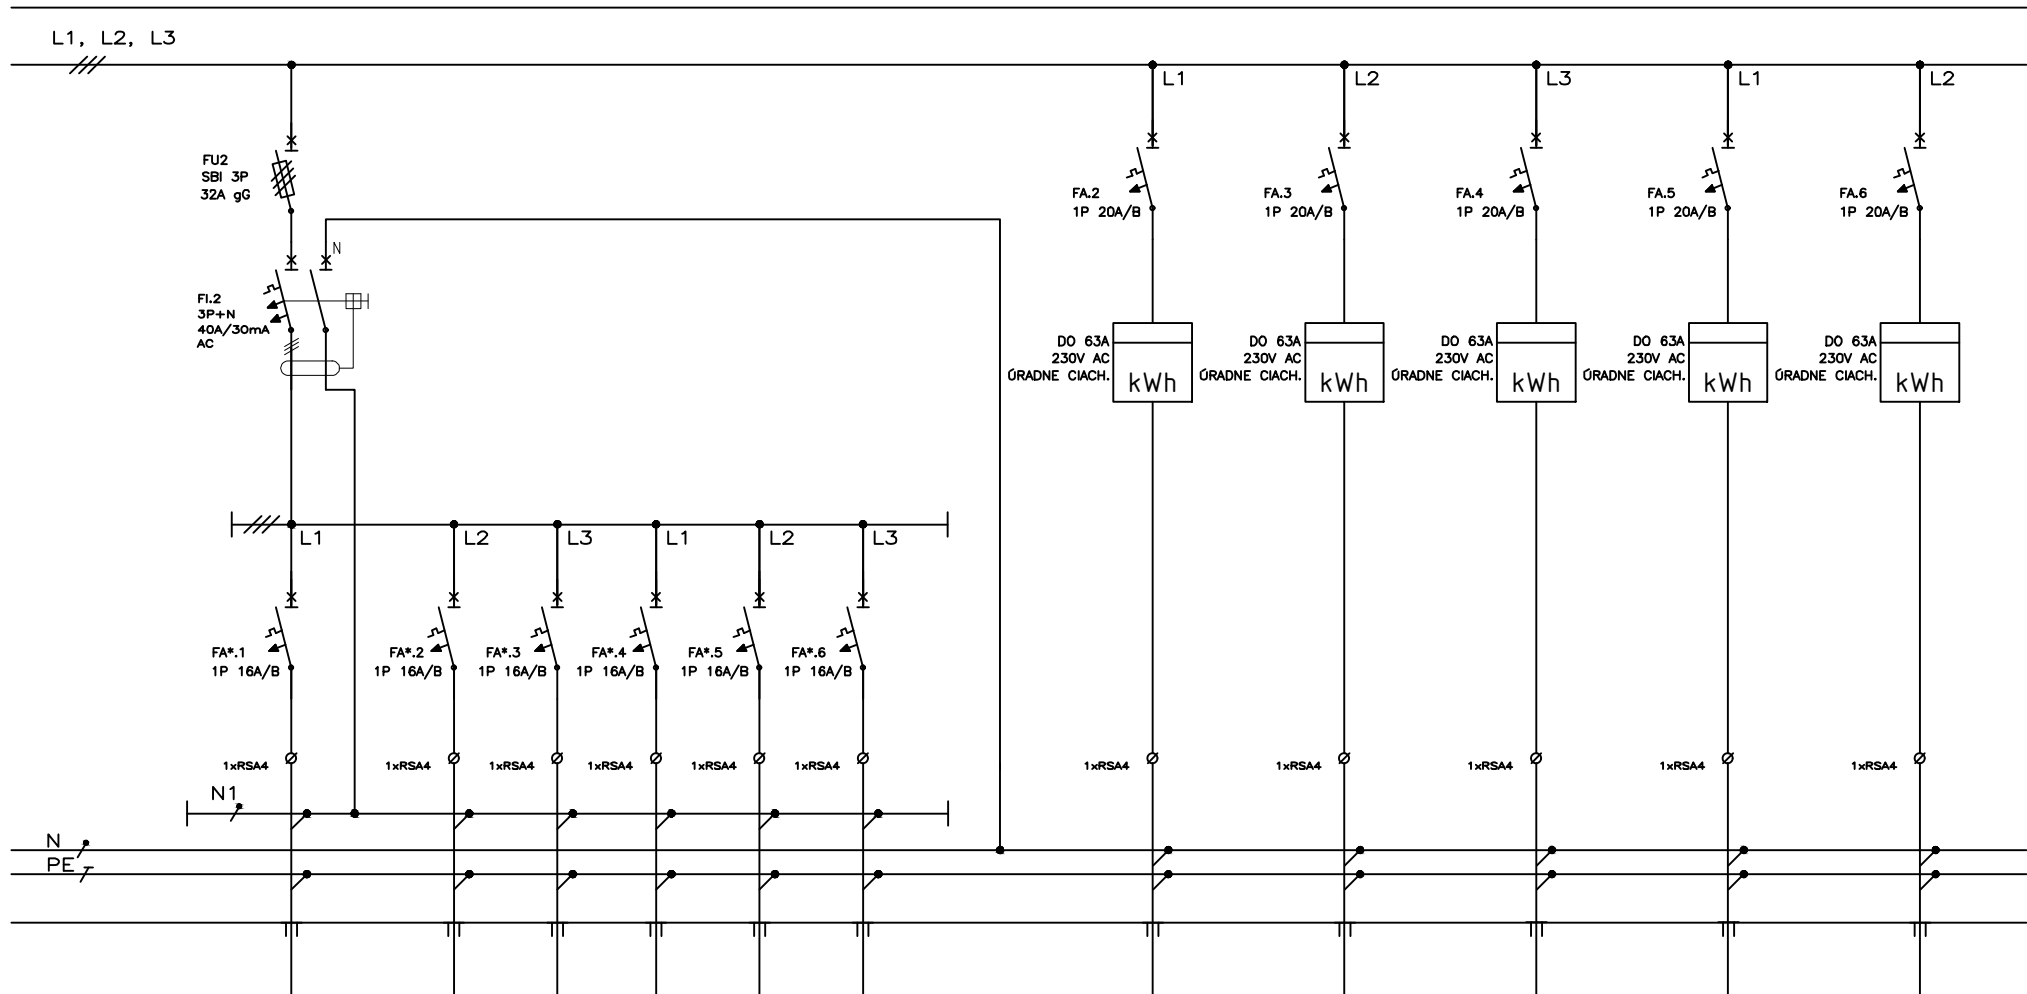 L1, L2, L3
L1
L2
L3
L1
L2
FU2
SBI 3P
32A gG
FA.2
1P 20A/B
FA.3
1P 20A/B
FA.4
1P 20A/B
FA.5
1P 20A/B
FA.6
1P 20A/B
N
FI.2
3P+N
40A/30mA
AC
DO 63A
230V AC
ÚRADNE CIACH.
kWh
DO 63A
230V AC
ÚRADNE CIACH.
kWh
DO 63A
230V AC
ÚRADNE CIACH.
kWh
DO 63A
230V AC
ÚRADNE CIACH.
kWh
DO 63A
230V AC
ÚRADNE CIACH.
kWh
L1
L2
L3
L1
L2
L3
FA*.1
1P 16A/B
FA*.2
1P 16A/B
FA*.3
1P 16A/B
FA*.4
1P 16A/B
FA*.5
1P 16A/B
FA*.6
1P 16A/B
1xRSA4
1xRSA4
1xRSA4
1xRSA4
1xRSA4
1xRSA4
1xRSA4
1xRSA4
1xRSA4
1xRSA4
1xRSA4
N1
N
PE